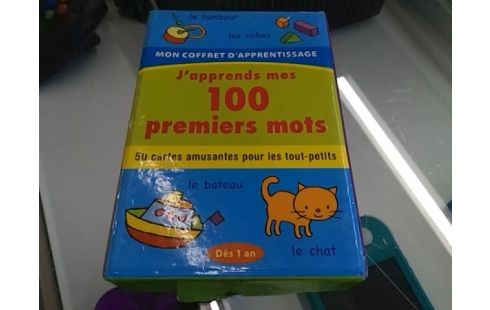 le tambour
les cubes
MON COFFRET D'APPRENTISSAGE
J'apprends mes
100
premiers mots
50 cartes amusantes pour les tout-petits
le bateau
le chat
Dès 1 an